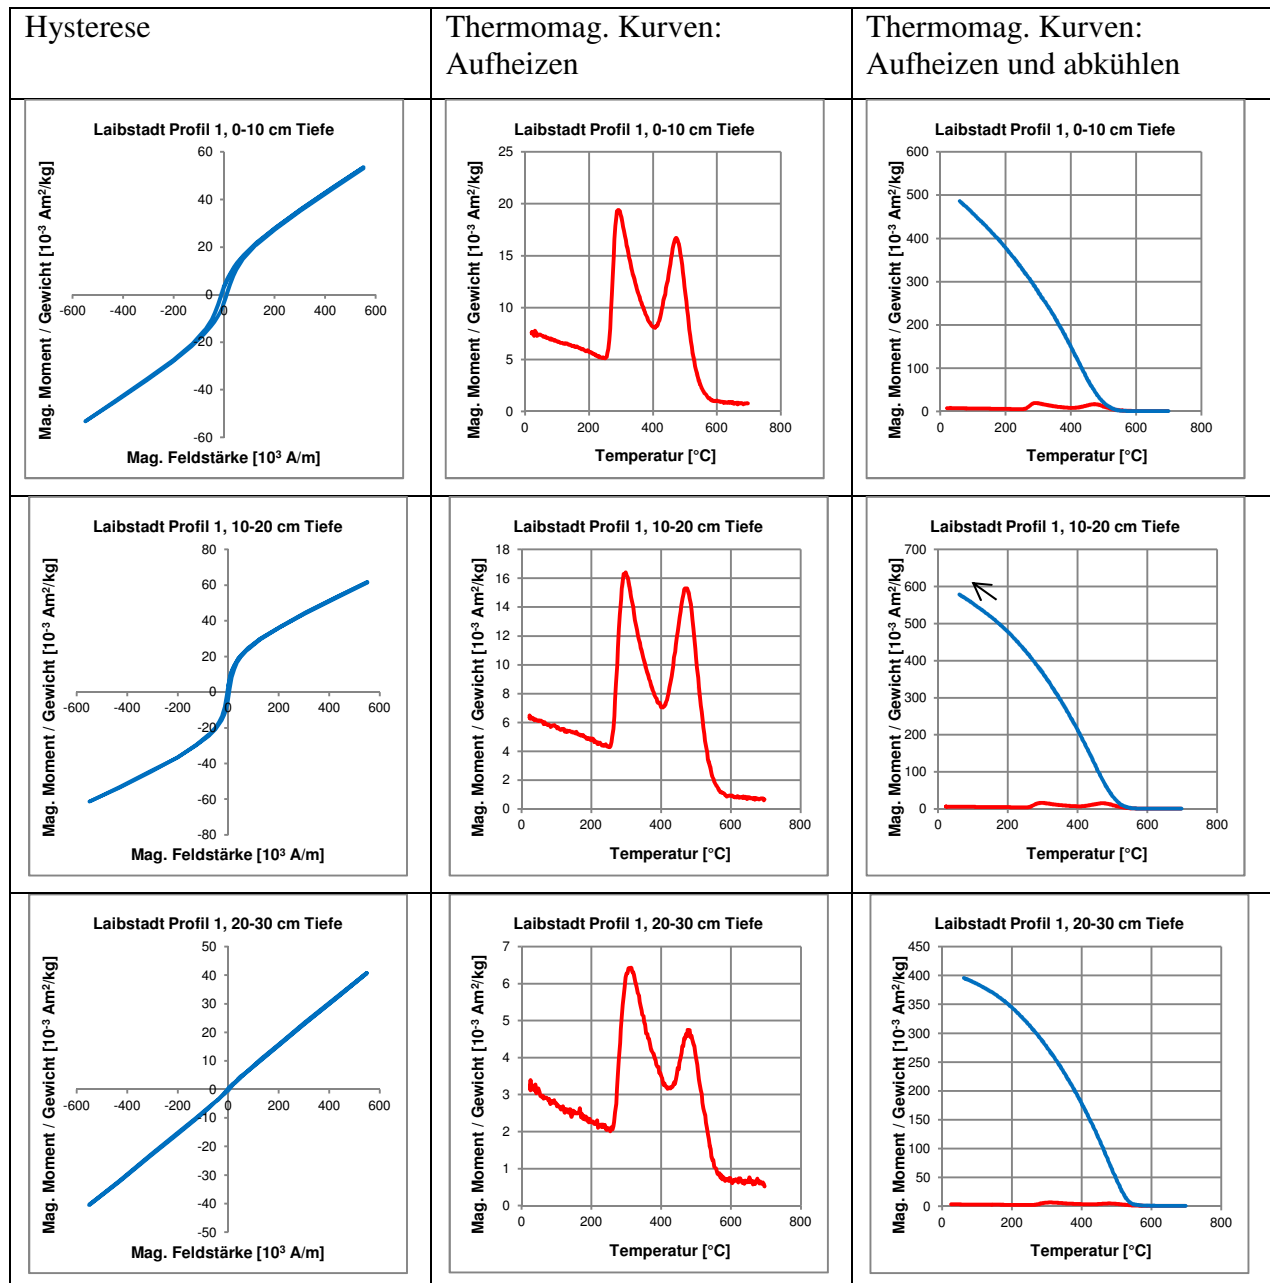 Hysterese
Thermomag. Kurven:
Aufheizen
Thermomag. Kurven:
Aufheizen und abkühlen
Laibstadt Profil 1, 0-10 cm Tiefe
Mag. Moment / Gewicht [10⁻³ Am²/kg]
60
40
20
0
-20
-40
-60
-600 -400 -200 0 200 400 600
Mag. Feldstärke [10³ A/m]
Laibstadt Profil 1, 0-10 cm Tiefe
Mag. Moment / Gewicht [10⁻³ Am²/kg]
25
20
15
10
5
0
0 200 400 600 800
Temperatur [°C]
Laibstadt Profil 1, 0-10 cm Tiefe
Mag. Moment / Gewicht [10⁻³ Am²/kg]
600
500
400
300
200
100
0
0 200 400 600 800
Temperatur [°C]
Laibstadt Profil 1, 10-20 cm Tiefe
Mag. Moment / Gewicht [10⁻³ Am²/kg]
80
60
40
20
0
-20
-40
-60
-80
-600 -400 -200 0 200 400 600
Mag. Feldstärke [10³ A/m]
Laibstadt Profil 1, 10-20 cm Tiefe
Mag. Moment / Gewicht [10⁻³ Am²/kg]
18
16
14
12
10
8
6
4
2
0
0 200 400 600 800
Temperatur [°C]
Laibstadt Profil 1, 10-20 cm Tiefe
Mag. Moment / Gewicht [10⁻³ Am²/kg]
700
600
500
400
300
200
100
0
0 200 400 600 800
Temperatur [°C]
Laibstadt Profil 1, 20-30 cm Tiefe
Mag. Moment / Gewicht [10⁻³ Am²/kg]
50
40
30
20
10
0
-10
-20
-30
-40
-50
-600 -400 -200 0 200 400 600
Mag. Feldstärke [10³ A/m]
Laibstadt Profil 1, 20-30 cm Tiefe
Mag. Moment / Gewicht [10⁻³ Am²/kg]
7
6
5
4
3
2
1
0
0 200 400 600 800
Temperatur [°C]
Laibstadt Profil 1, 20-30 cm Tiefe
Mag. Moment / Gewicht [10⁻³ Am²/kg]
450
400
350
300
250
200
150
100
50
0
0 200 400 600 800
Temperatur [°C]